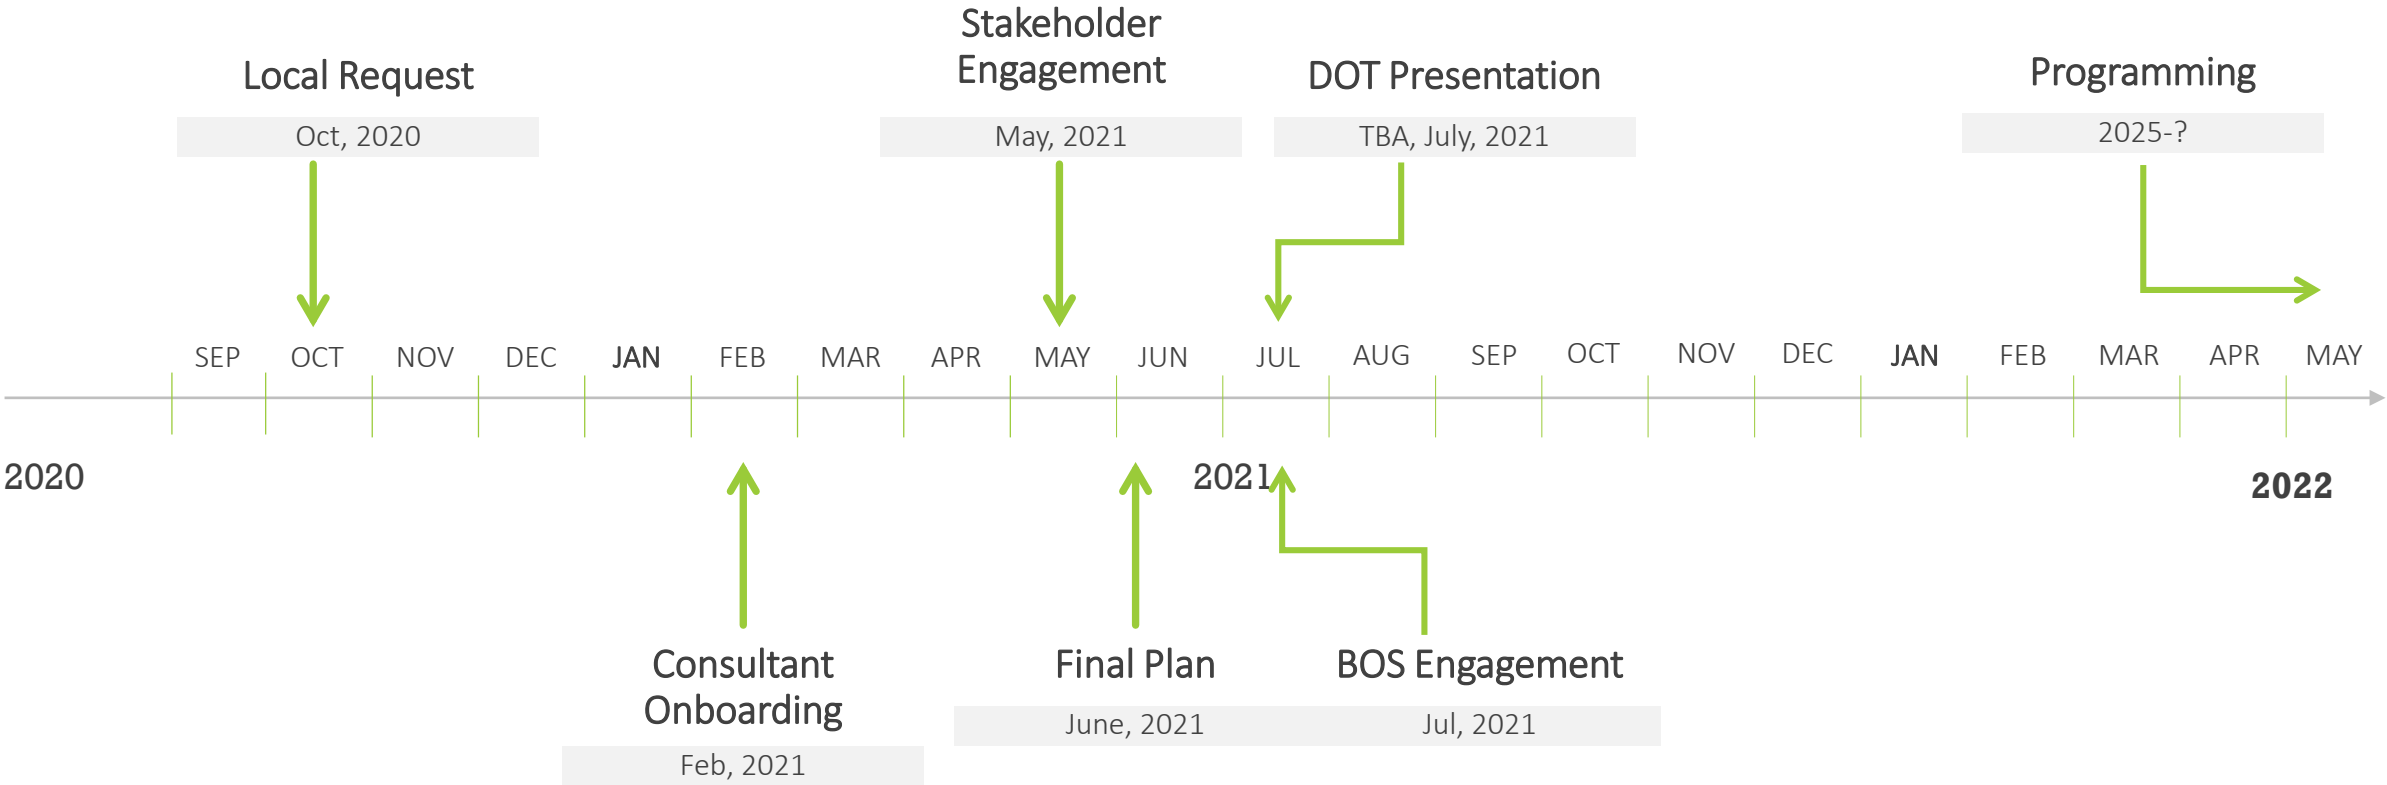 Stakeholder
Engagement
Local Request
DOT Presentation
Programming
Oct, 2020
May, 2021
TBA, July, 2021
2025-?
SEP OCT NOV DEC JAN FEB MAR APR MAY JUN JUL AUG SEP OCT NOV DEC JAN FEB MAR APR MAY
2020 2021 2022
Consultant
Onboarding
Feb, 2021
Final Plan
June, 2021
BOS Engagement
Jul, 2021